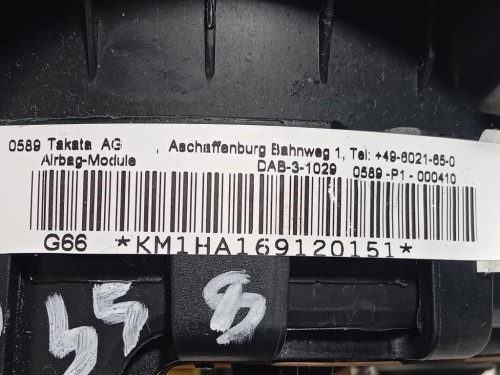 0589 Takata AG , Aschaffenburg Bahnweg 1, Tel: +49-6021-65-0
Airbag-Module DAB-3-1029 0589 -P1 - 000410
G66 *KM1HA169120151*